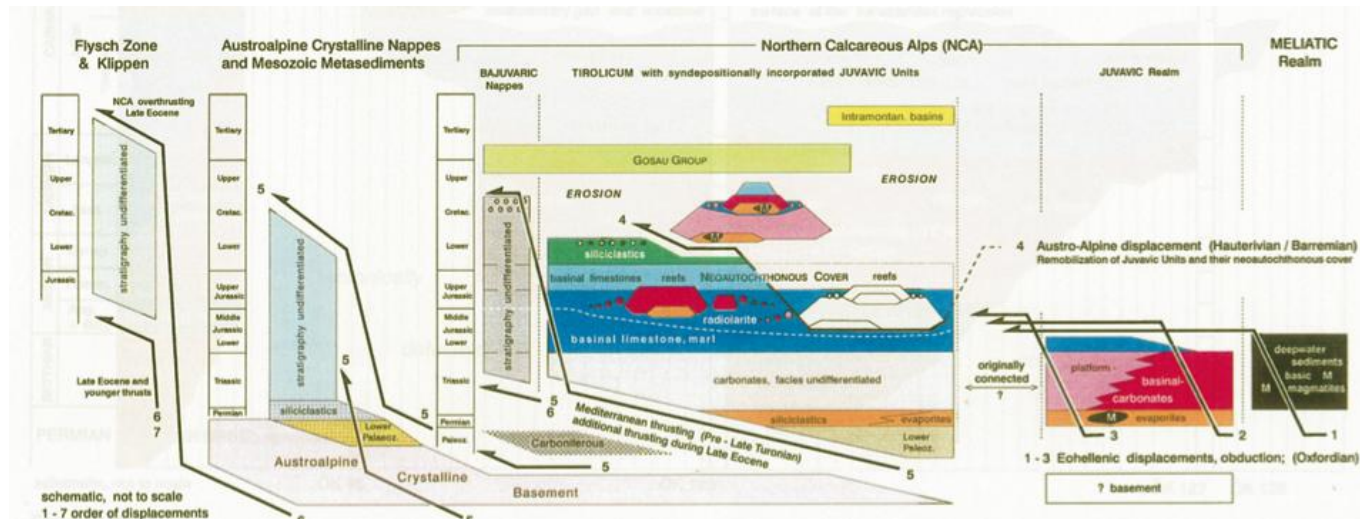 Flysch Zone
& Klippen
Austroalpine Crystalline Nappes
and Mesozoic Metasediments
Northern Calcareous Alps (NCA)
MELIATIC
Realm
BAJUVARIC
Nappes
TIROLICUM with syndepositionally incorporated JUVAVIC Units
JUVAVIC Realm
NCA overthrusting
Late Eocene
Tertiary
Upper
Cretac.
Lower
Jurassic
stratigraphy undifferentiated
Late Eocene and
younger thrusts
6
7
Tertiary
Upper
Cretac.
Lower
Upper
Jurassic
Middle
Jurassic
Lower
Triassic
Permian
Paleoz.
5
stratigraphy undifferentiated
5
siliciclastics
Lower
Palaeoz.
5
Tertiary
Upper
Cretac.
Lower
Upper
Jurassic
Middle
Jurassic
Lower
Triassic
Permian
Paleoz.
stratigraphy undifferentiated
5
6
Intramontan. basins
GOSAU GROUP
EROSION
EROSION
M
M
4
siliciclastics
basinal limestones
reefs
NEOAUTOCHTHONOUS COVER
reefs
radiolarite
basinal limestone, marl
carbonates, facies undifferentiated
siliciclastics
evaporites
Lower
Paleoz.
Mediterranean thrusting (Pre - Late Turonian)
additional thrusting during Late Eocene
Carboniferous
5
5
4 Austro-Alpine displacement (Hauterivian / Barremian)
Remobilization of Juvavic Units and their neoautochthonous cover
originally
connected
?
platform -
basinal-
carbonates
M
evaporites
deepwater
sediments
basic M
M magmatites
3
2
1
1 - 3 Eohellenic displacements, obduction; (Oxfordian)
? basement
Austroalpine
Crystalline
Basement
schematic, not to scale
1 - 7 order of displacements
6
5